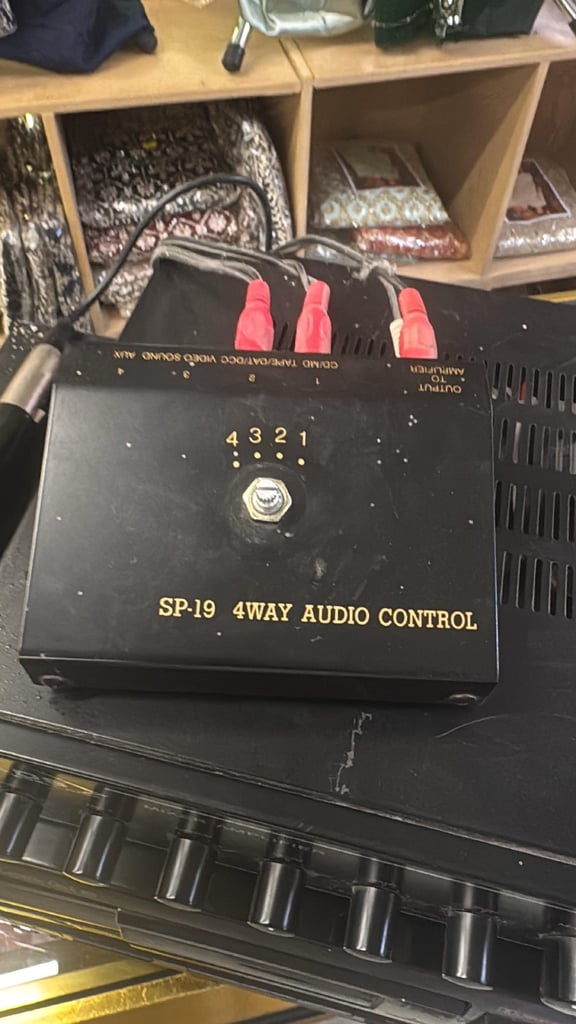 4 3 2 1
SP-19 4WAY AUDIO CONTROL
OUTPUT
TO
AMPLIFIER
1 2 3 4
CD/MD TAPE/DAT/DCC VIDEO SOUND AUX